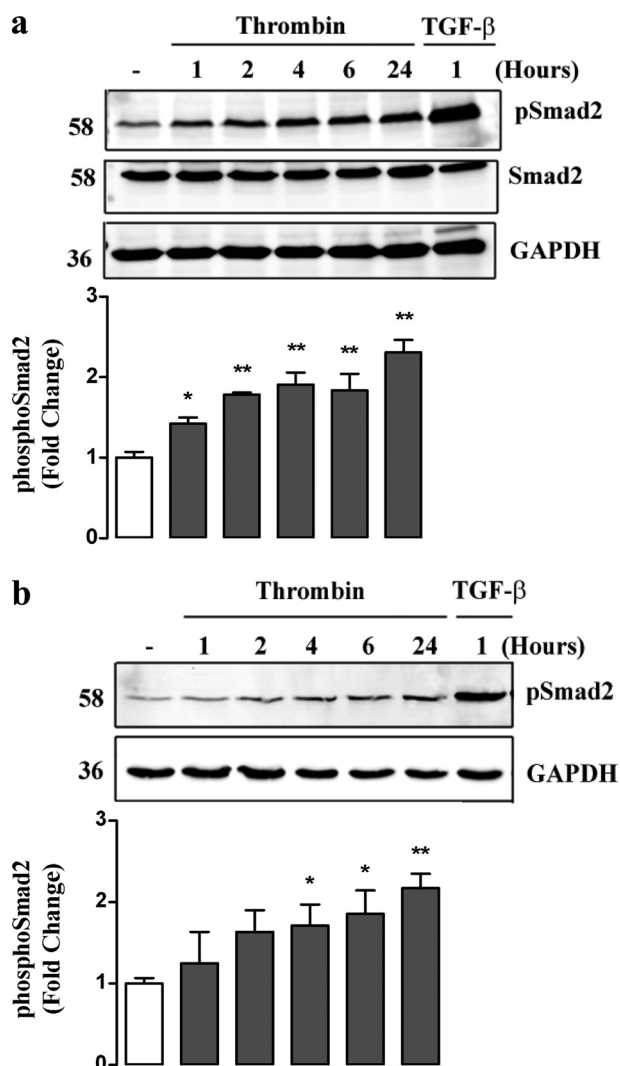 a
Thrombin TGF-β
- 1 2 4 6 24 1 (Hours)
58 pSmad2
58 Smad2
36 GAPDH
phosphoSmad2
(Fold Change)
3
2
1
0
* ** ** ** **
b
Thrombin TGF-β
- 1 2 4 6 24 1 (Hours)
58 pSmad2
36 GAPDH
phosphoSmad2
(Fold Change)
3
2
1
0
* * **